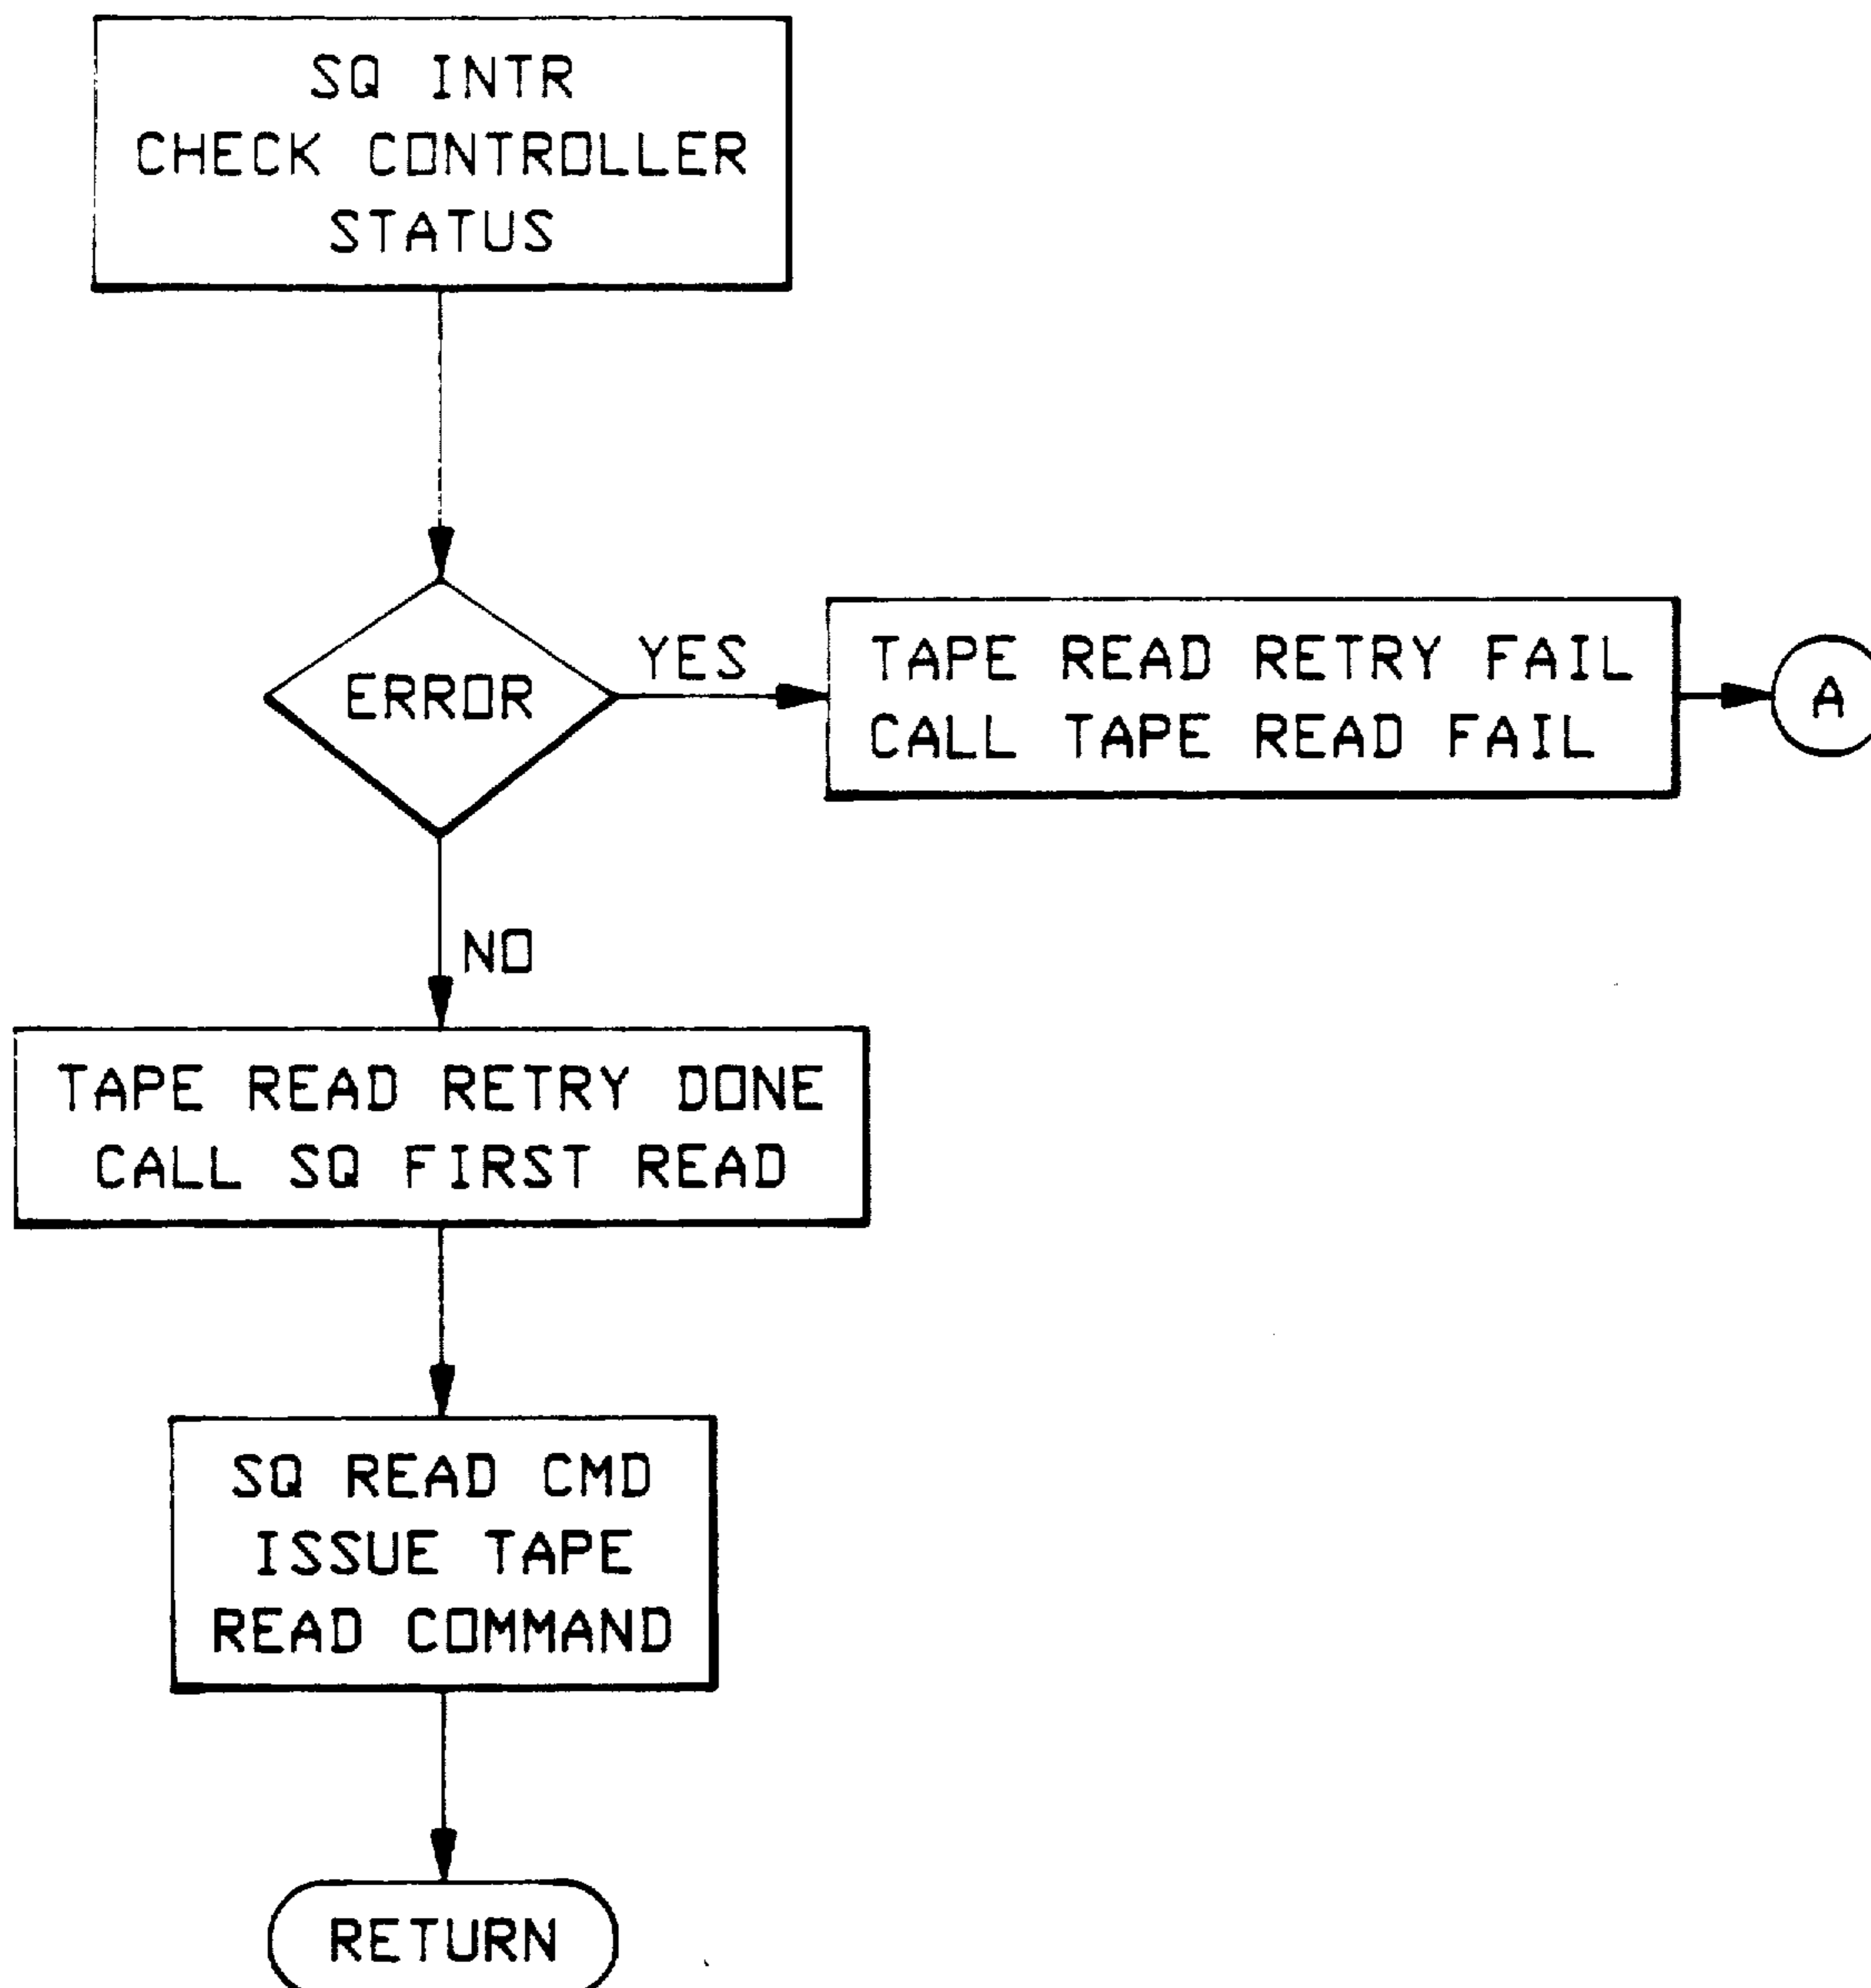 SQ INTR
CHECK CONTROLLER
STATUS
ERROR
YES
TAPE READ RETRY FAIL
CALL TAPE READ FAIL
A
NO
TAPE READ RETRY DONE
CALL SQ FIRST READ
SQ READ CMD
ISSUE TAPE
READ COMMAND
RETURN